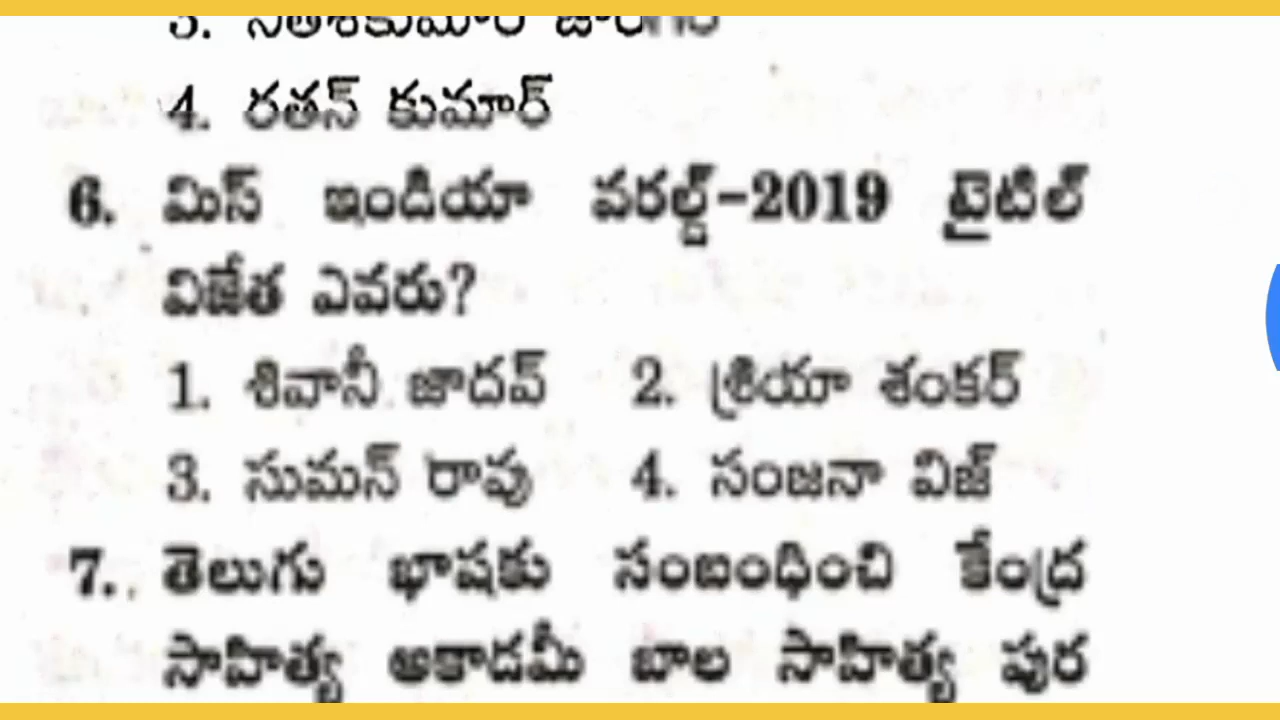 4. రతన్ కుమార్
6. మిస్ ఇండియా వరల్డ్-2019 టైటిల్
విజేత ఎవరు?
1. శివానీ జాదవ్ 2. శ్రియా శంకర్
3. సుమన్ రావు 4. సంజనా విజ్
7. తెలుగు భాషకు సంబంధించి కేంద్ర
సాహిత్య అకాడమీ బాల సాహిత్య పుర